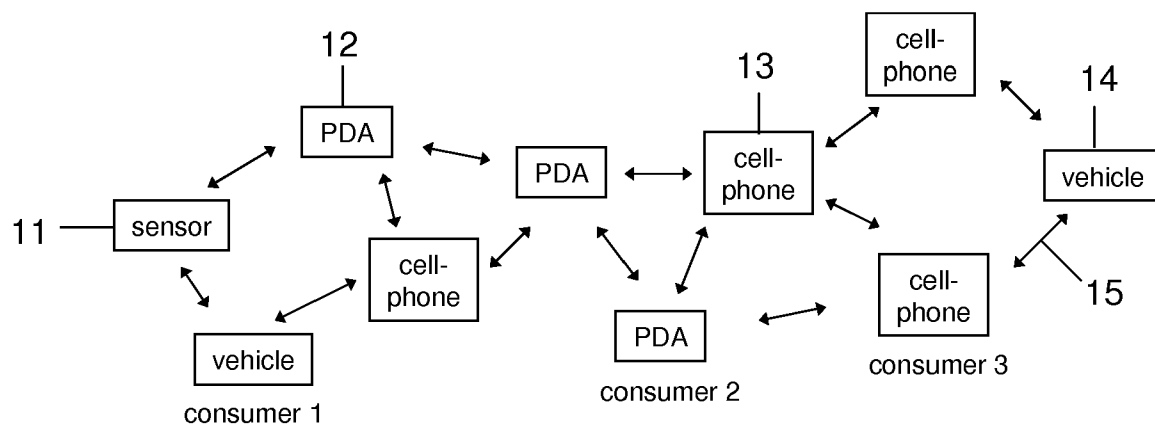 12
13
cell-
phone
14
PDA
PDA
cell-
phone
vehicle
11
sensor
cell-
phone
cell-
phone
15
vehicle
PDA
consumer 1
consumer 2
consumer 3